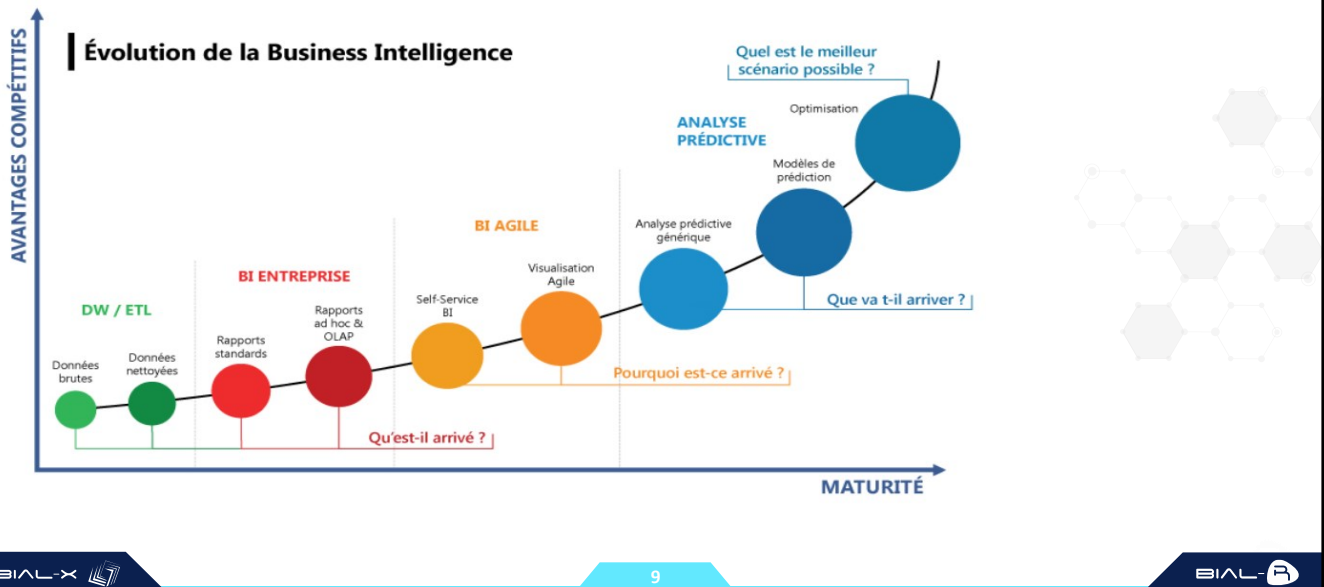 AVANTAGES COMPÉTITIFS
Évolution de la Business Intelligence
Quel est le meilleur
scénario possible ?
Optimisation
ANALYSE
PRÉDICTIVE
Modèles de
prédiction
Analyse prédictive
générique
Que va t-il arriver ?
BI AGILE
Visualisation
Agile
Self-Service
BI
Pourquoi est-ce arrivé ?
BI ENTREPRISE
Rapports
ad hoc &
OLAP
Rapports
standards
DW / ETL
Données
nettoyées
Données
brutes
Qu'est-il arrivé ?
MATURITÉ
BIAL-X
9
BIAL-R